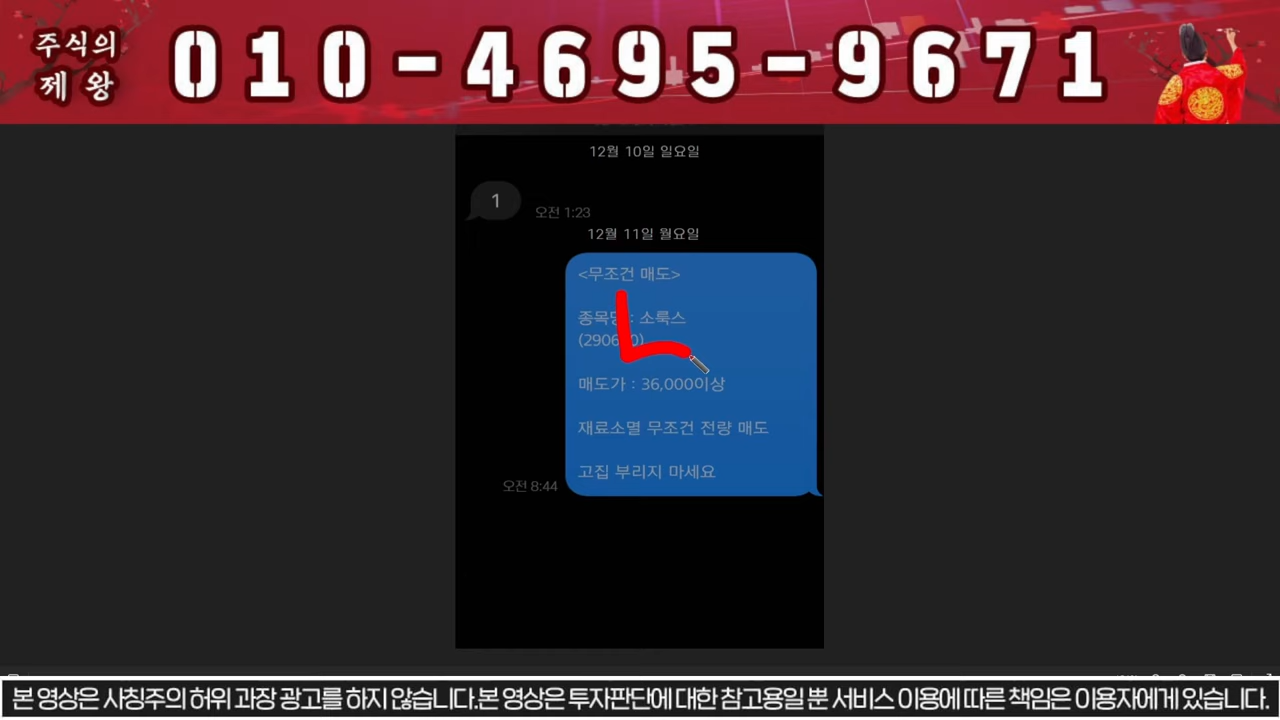 주식의
제 왕
010-4695-9671
12월 10일 일요일
1
오전 1:23
12월 11일 월요일
<무조건 매도>
종목명 : 소룩스
매도가 : 36,000이상
재료소멸 무조건 전량 매도
고집 부리지 마세요
오전 8:44
본 영상은 사칭주의 허위 과장 광고를 하지 않습니다.본 영상은 투자판단에 대한 참고용일 뿐 서비스 이용에 따른 책임은 이용자에게 있습니다.